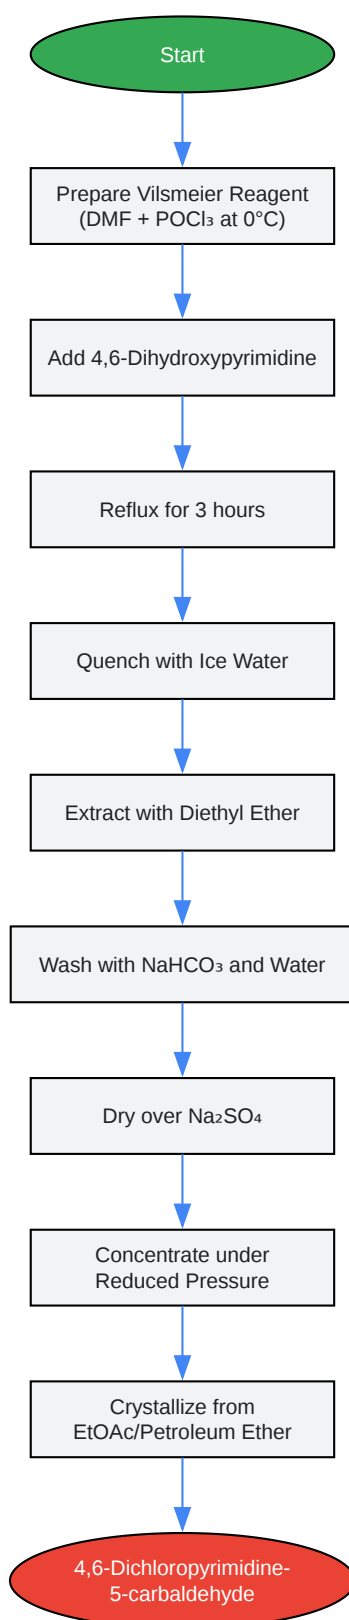 Start
Prepare Vilsmeier Reagent
(DMF + POCl₃ at 0°C)
Add 4,6-Dihydroxypyrimidine
Reflux for 3 hours
Quench with Ice Water
Extract with Diethyl Ether
Wash with NaHCO₃ and Water
Dry over Na₂SO₄
Concentrate under
Reduced Pressure
Crystallize from
EtOAc/Petroleum Ether
4,6-Dichloropyrimidine-
5-carbaldehyde